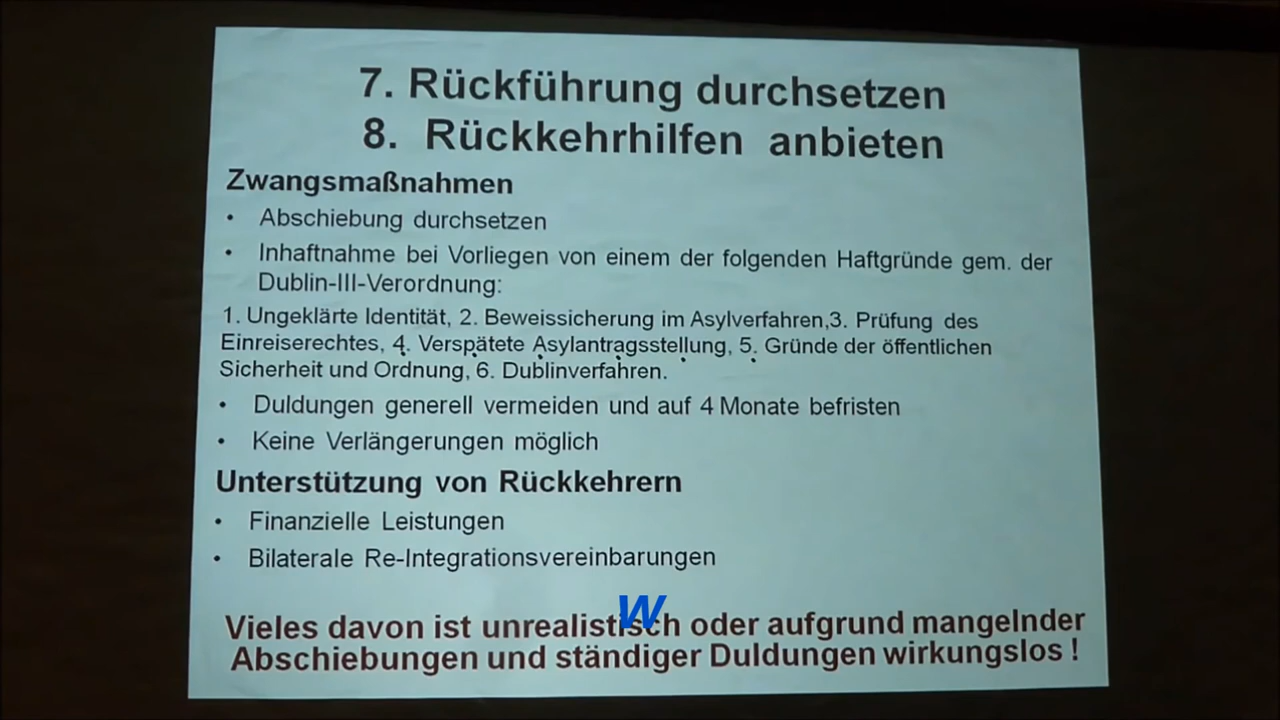 7. Rückführung durchsetzen
8. Rückkehrhilfen anbieten
Zwangsmaßnahmen
• Abschiebung durchsetzen
• Inhaftnahme bei Vorliegen von einem der folgenden Haftgründe gem. der
Dublin-III-Verordnung:
1. Ungeklärte Identität, 2. Beweissicherung im Asylverfahren,3. Prüfung des
Einreiserechtes, 4. Verspätete Asylantragsstellung, 5. Gründe der öffentlichen
Sicherheit und Ordnung, 6. Dublinverfahren.
• Duldungen generell vermeiden und auf 4 Monate befristen
• Keine Verlängerungen möglich
Unterstützung von Rückkehrern
• Finanzielle Leistungen
• Bilaterale Re-Integrationsvereinbarungen
W
Vieles davon ist unrealistisch oder aufgrund mangelnder
Abschiebungen und ständiger Duldungen wirkungslos !